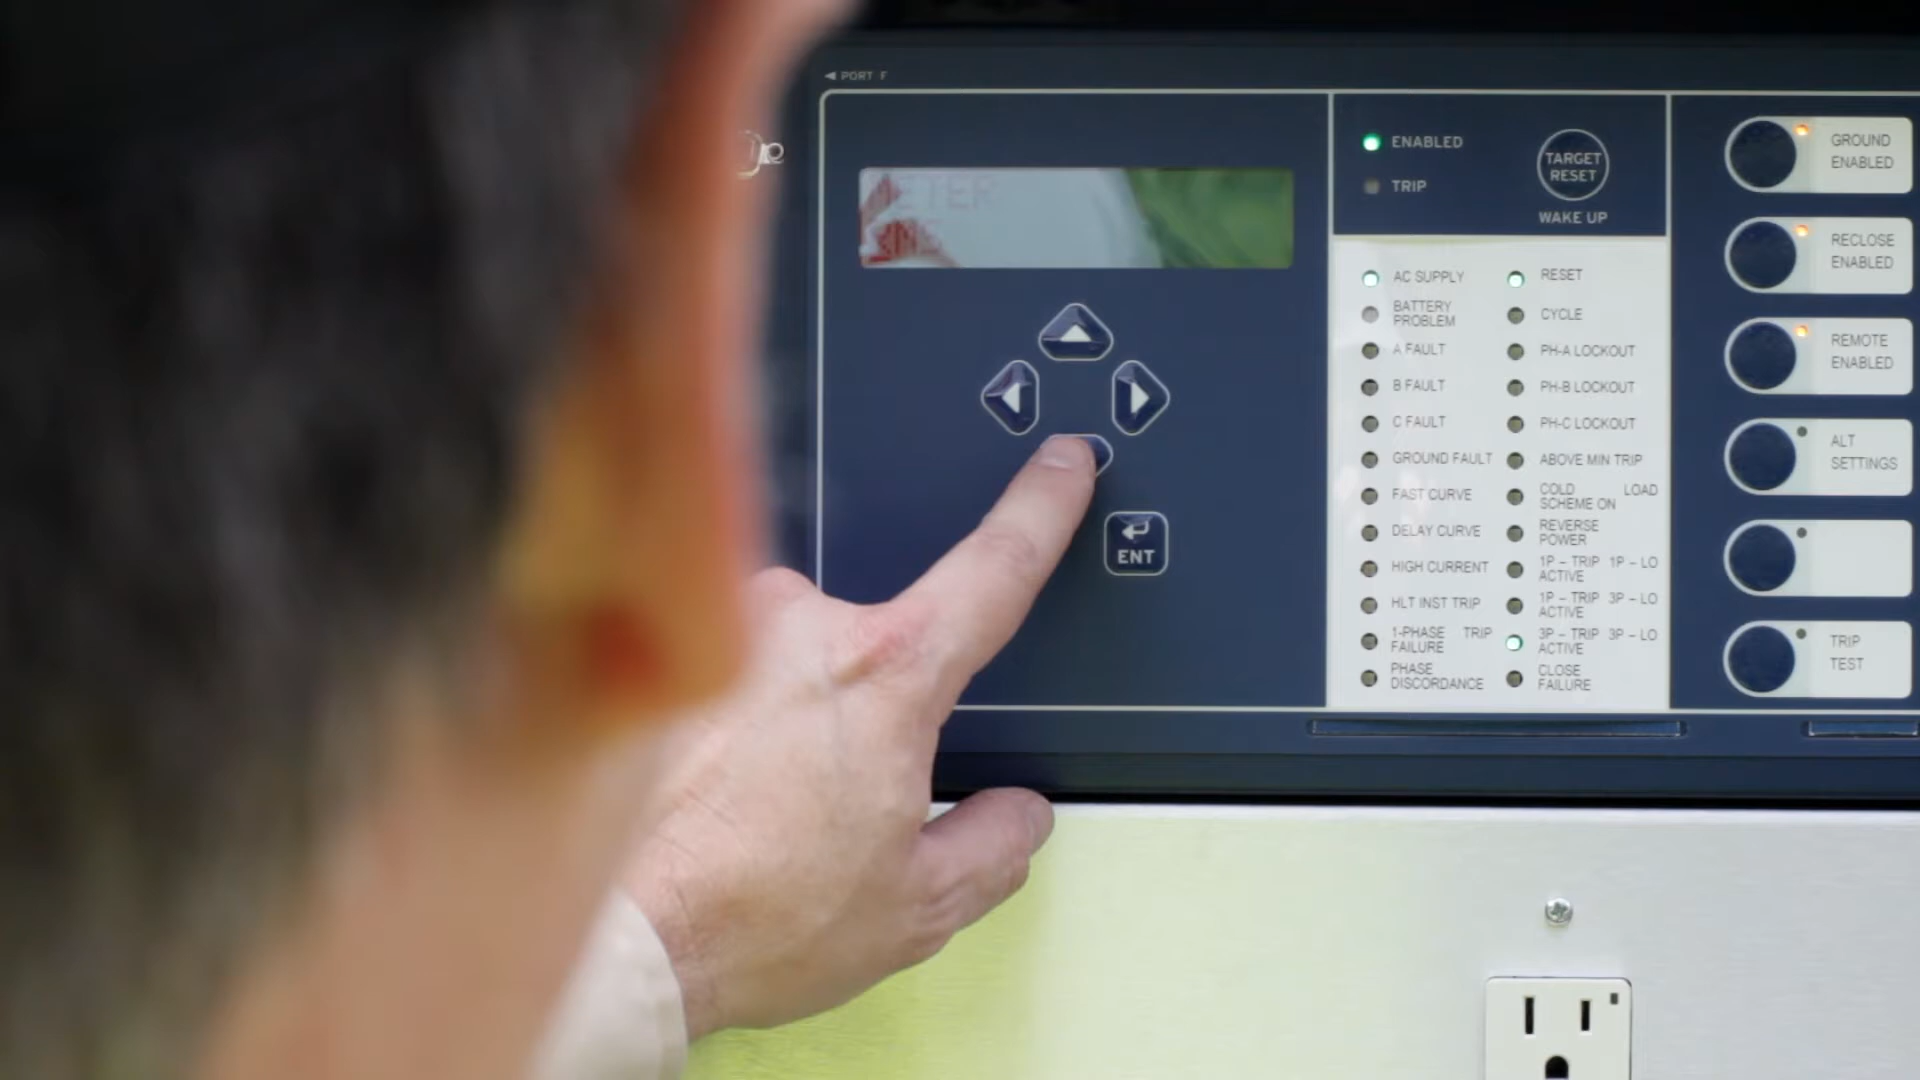 ◄ PORT F
METER
ENABLED
TRIP
TARGET
RESET
WAKE UP
AC SUPPLY
BATTERY
PROBLEM
A FAULT
B FAULT
C FAULT
GROUND FAULT
FAST CURVE
DELAY CURVE
HIGH CURRENT
HLT INST TRIP
1-PHASE TRIP
FAILURE
PHASE
DISCORDANCE
RESET
CYCLE
PH-A LOCKOUT
PH-B LOCKOUT
PH-C LOCKOUT
ABOVE MIN TRIP
COLD LOAD
SCHEME ON
REVERSE
POWER
1P – TRIP 1P – LO
ACTIVE
1P – TRIP 3P – LO
ACTIVE
3P – TRIP 3P – LO
ACTIVE
CLOSE
FAILURE
GROUND
ENABLED
RECLOSE
ENABLED
REMOTE
ENABLED
ALT
SETTINGS
TRIP
TEST
ENT